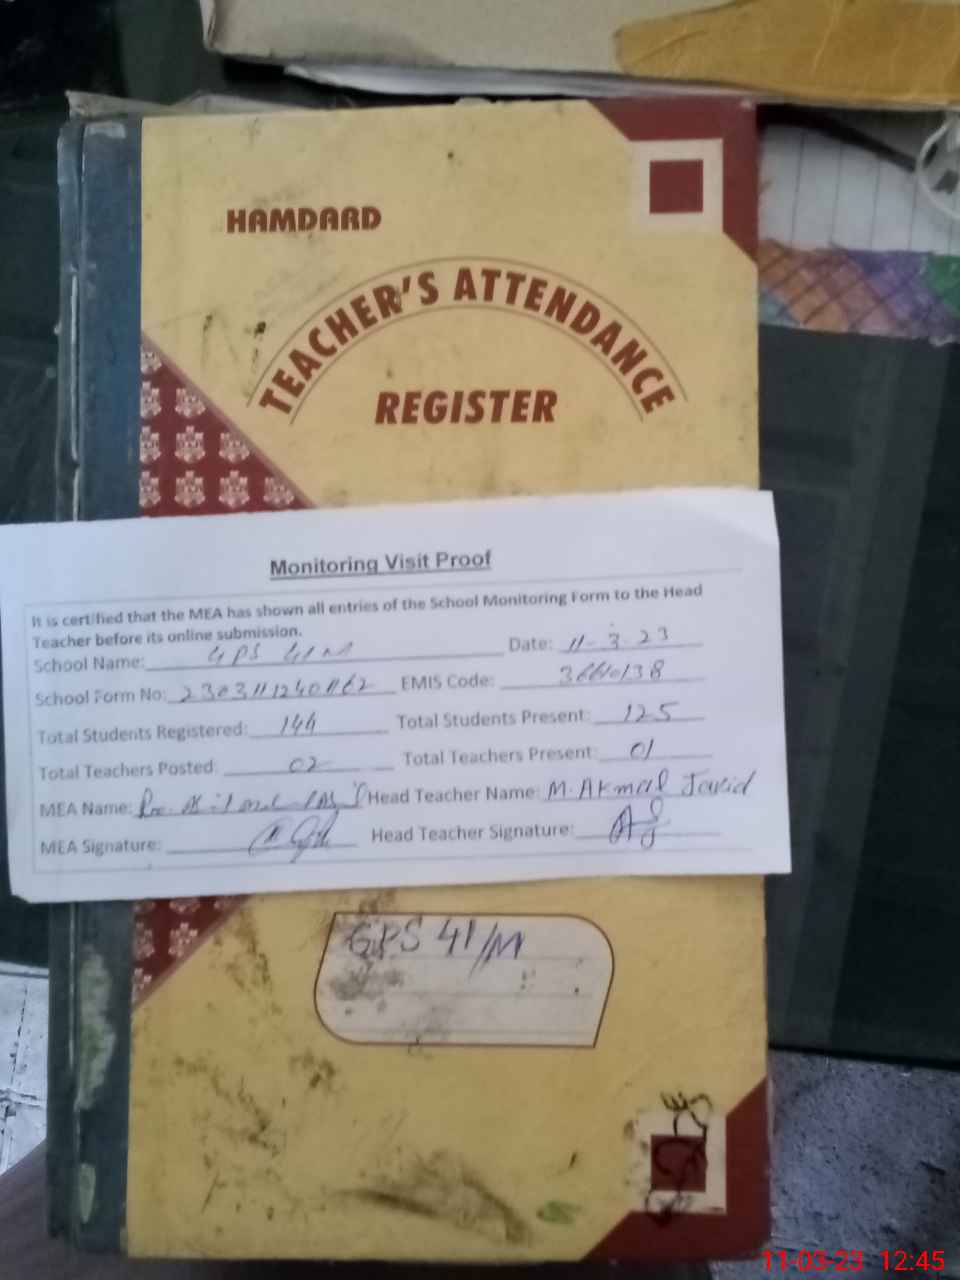 HAMDARD
TEACHER'S ATTENDANCE
REGISTER
Monitoring Visit Proof
It is certified that the MEA has shown all entries of the School Monitoring Form to the Head
Teacher before its online submission.
School Name: GPS 41 M Date: 11-3-23
School Form No: EMIS Code:
Total Students Registered: 144 Total Students Present: 125
Total Teachers Posted: 02 Total Teachers Present: 01
MEA Name: Head Teacher Name: M. Akmal Javid
MEA Signature: Head Teacher Signature:
GPS 41/M
11-03-23 12:45